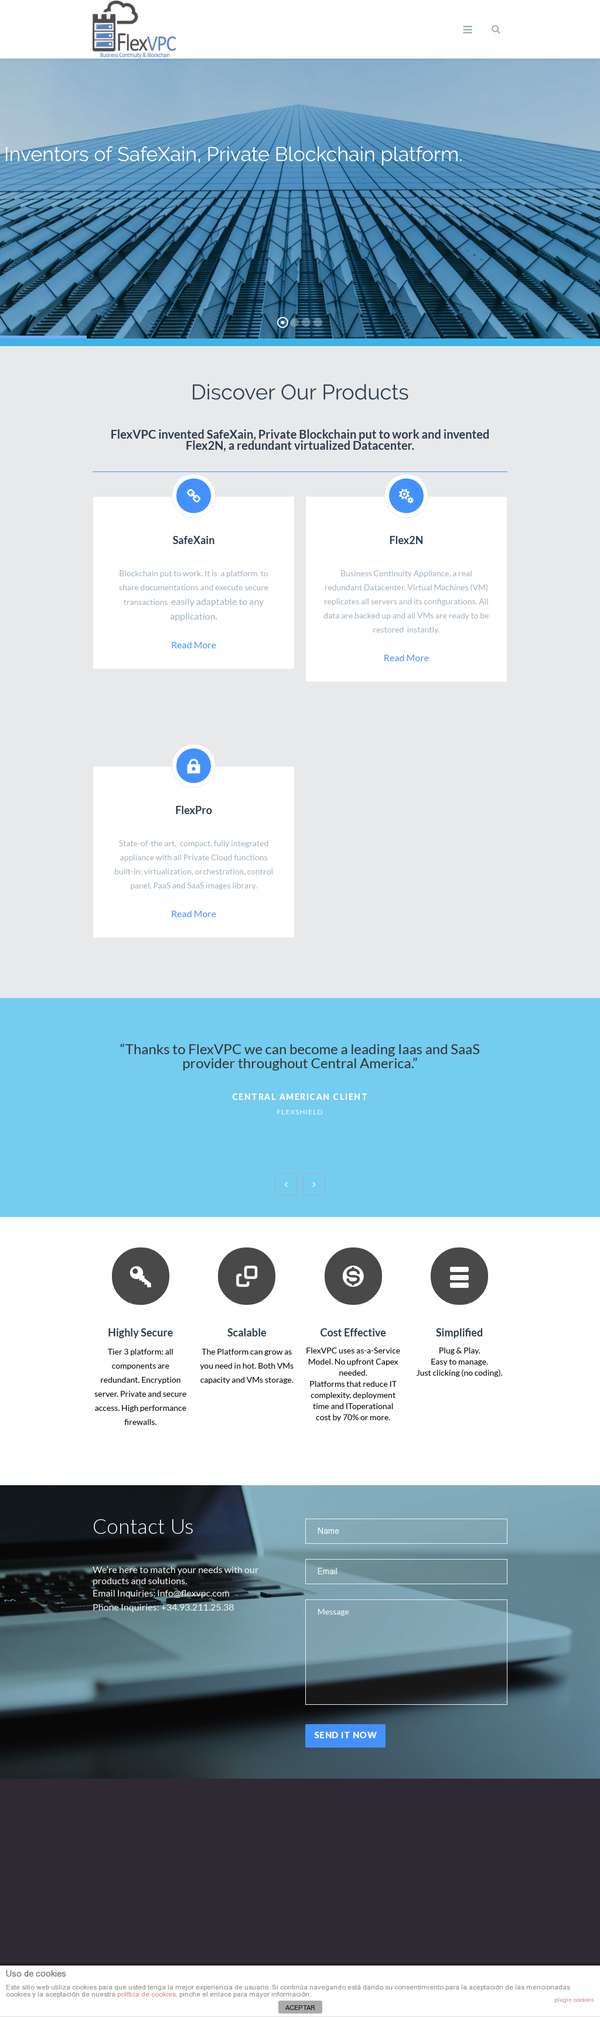 FlexVPC
Business Continuity & Blockchain
Inventors of SafeXain, Private Blockchain platform.
Discover Our Products
FlexVPC invented SafeXain, Private Blockchain put to work and invented
Flex2N, a redundant virtualized Datacenter.
SafeXain
Blockchain put to work. It is a platform to
share documentations and execute secure
transactions easily adaptable to any
application.
Read More
Flex2N
Business Continuity Appliance, a real
redundant Datacenter. Virtual Machines (VM)
replicates all servers and its configurations. All
data are backed up and all VMs are ready to be
restored instantly.
Read More
FlexPro
State-of-the art, compact, fully integrated
appliance with all Private Cloud functions
built-in: virtualization, orchestration, control
panel, PaaS and SaaS images library.
Read More
“Thanks to FlexVPC we can become a leading Iaas and SaaS
provider throughout Central America.”
CENTRAL AMERICAN CLIENT
FLEXSHIELD
Highly Secure
Tier 3 platform: all
components are
redundant. Encryption
server. Private and secure
access. High performance
firewalls.
Scalable
The Platform can grow as
you need in hot. Both VMs
capacity and VMs storage.
Cost Effective
FlexVPC uses as-a-Service
Model. No upfront Capex
needed.
Platforms that reduce IT
complexity, deployment
time and IToperational
cost by 70% or more.
Simplified
Plug & Play.
Easy to manage.
Just clicking (no coding).
Contact Us
We're here to match your needs with our
products and solutions.
Email Inquiries: Info@flexvpc.com
Phone Inquiries: +34.93.211.25.38
Name
Email
Message
SEND IT NOW
Uso de cookies
Este sitio web utiliza cookies para que usted tenga la mejor experiencia de usuario. Si continúa navegando está dando su consentimiento para la aceptación de las mencionadas
cookies y la aceptación de nuestra política de cookies, pinche el enlace para mayor información.
plugin cookies
ACEPTAR